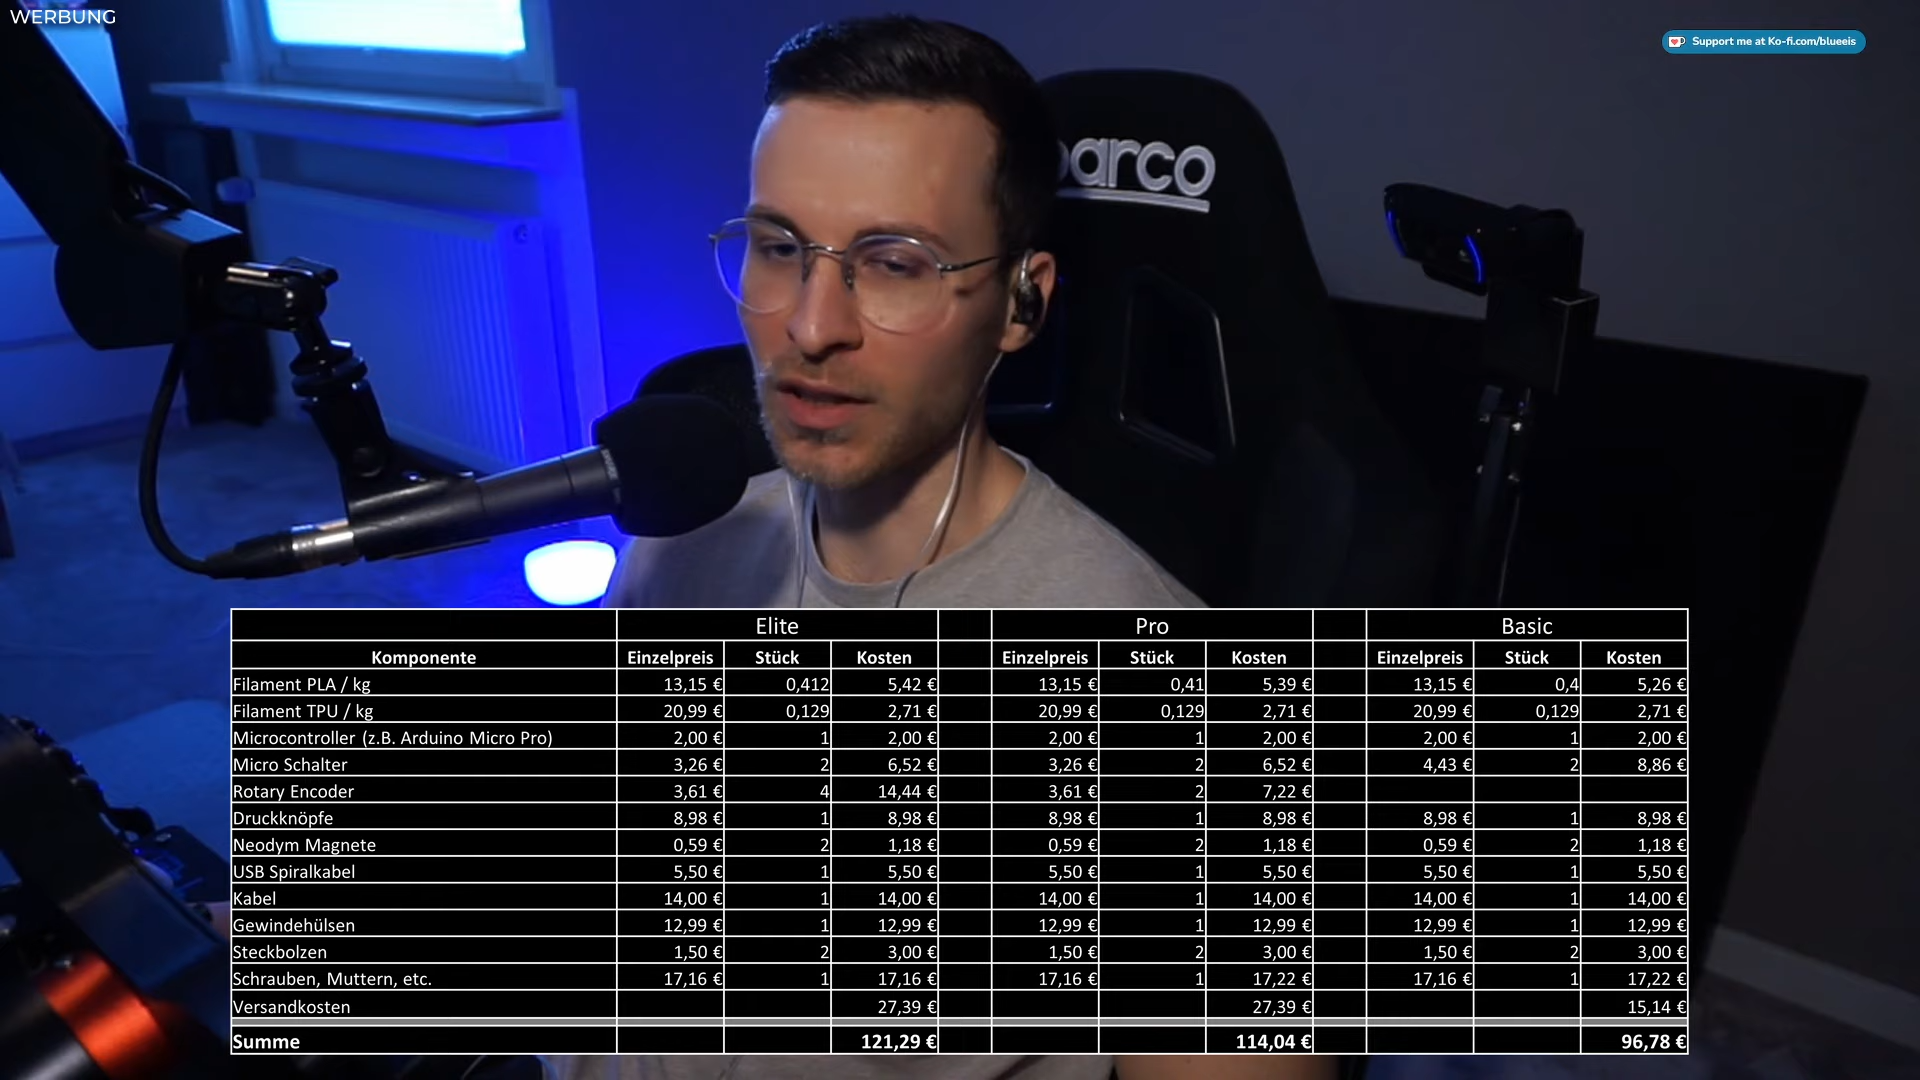 WERBUNG
Support me at Ko-fi.com/blueeis
arco
Elite Pro Basic
Komponente Einzelpreis Stück Kosten Einzelpreis Stück Kosten Einzelpreis Stück Kosten
Filament PLA / kg 13,15 € 0,412 5,42 € 13,15 € 0,41 5,39 € 13,15 € 0,4 5,26 €
Filament TPU / kg 20,99 € 0,129 2,71 € 20,99 € 0,129 2,71 € 20,99 € 0,129 2,71 €
Microcontroller (z.B. Arduino Micro Pro) 2,00 € 1 2,00 € 2,00 € 1 2,00 € 2,00 € 1 2,00 €
Micro Schalter 3,26 € 2 6,52 € 3,26 € 2 6,52 € 4,43 € 2 8,86 €
Rotary Encoder 3,61 € 4 14,44 € 3,61 € 2 7,22 €
Druckknöpfe 8,98 € 1 8,98 € 8,98 € 1 8,98 € 8,98 € 1 8,98 €
Neodym Magnete 0,59 € 2 1,18 € 0,59 € 2 1,18 € 0,59 € 2 1,18 €
USB Spiralkabel 5,50 € 1 5,50 € 5,50 € 1 5,50 € 5,50 € 1 5,50 €
Kabel 14,00 € 1 14,00 € 14,00 € 1 14,00 € 14,00 € 1 14,00 €
Gewindehülsen 12,99 € 1 12,99 € 12,99 € 1 12,99 € 12,99 € 1 12,99 €
Steckbolzen 1,50 € 2 3,00 € 1,50 € 2 3,00 € 1,50 € 2 3,00 €
Schrauben, Muttern, etc. 17,16 € 1 17,16 € 17,16 € 1 17,22 € 17,16 € 1 17,22 €
Versandkosten 27,39 € 27,39 € 15,14 €
Summe 121,29 € 114,04 € 96,78 €